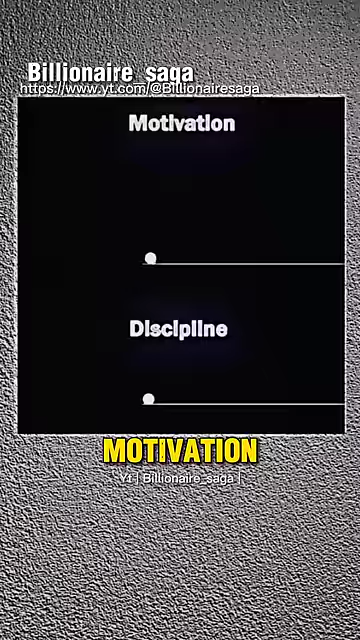 Billionaire_saga
https://www.yt.com/@Billionairesaga
Motivation
Discipline
MOTIVATION
Yt | Billionaire_saga |